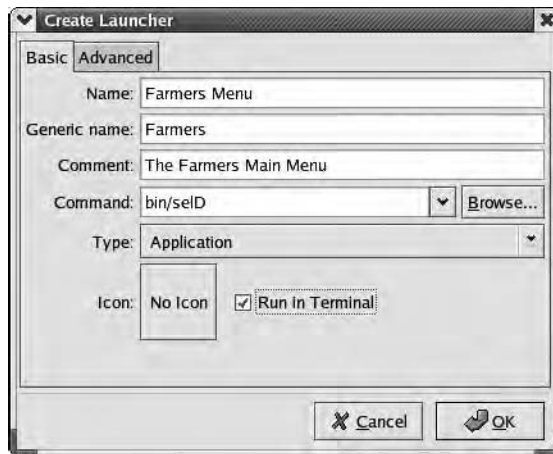 Create Launcher
Basic Advanced
Name: Farmers Menu
Generic name: Farmers
Comment: The Farmers Main Menu
Command: bin/selD Browse...
Type: Application
Icon: No Icon Run in Terminal
Cancel OK